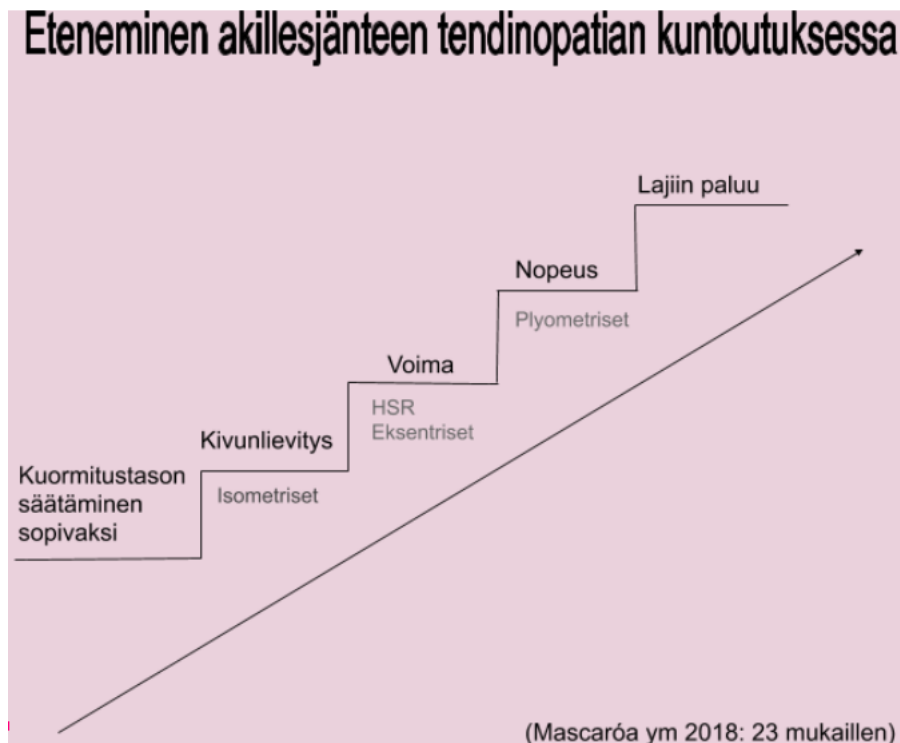 Eteneminen akillesjänteen tendinopatian kuntoutuksessa
Lajiin paluu
Nopeus
Plyometriset
Voima
HSR
Eksentriset
Kivunlievitys
Isometriset
Kuormitustason
säätäminen
sopivaksi
(Mascaróa ym 2018: 23 mukaillen)